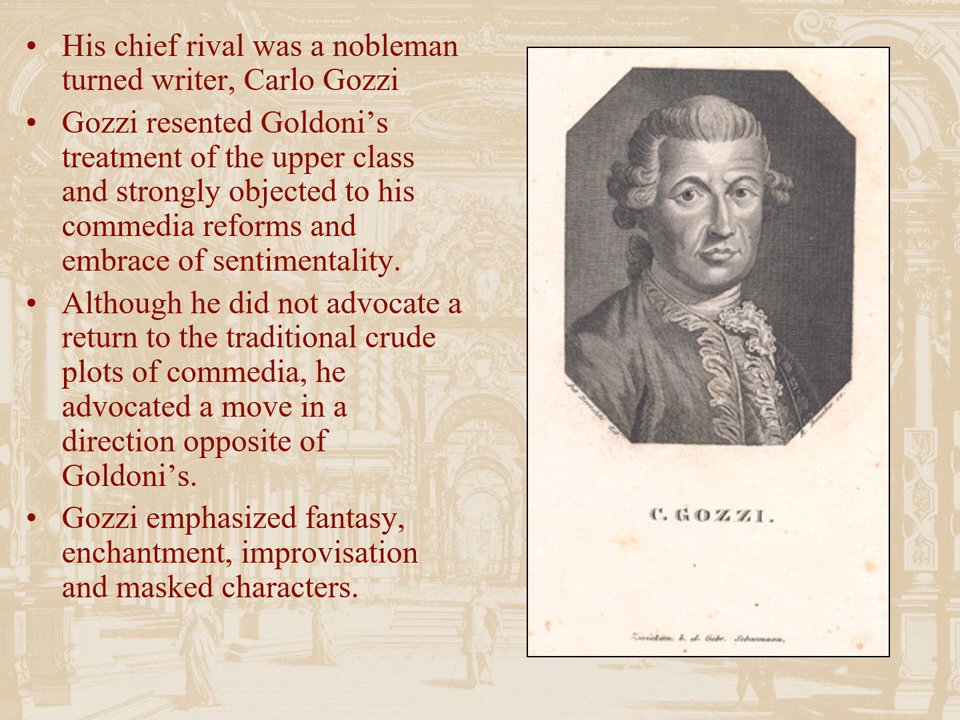 • His chief rival was a nobleman
turned writer, Carlo Gozzi
• Gozzi resented Goldoni’s
treatment of the upper class
and strongly objected to his
commedia reforms and
embrace of sentimentality.
• Although he did not advocate a
return to the traditional crude
plots of commedia, he
advocated a move in a
direction opposite of
Goldoni’s.
• Gozzi emphasized fantasy,
enchantment, improvisation
and masked characters.
C. GOZZI.
Zwickau, b. d. Gebr. Schumann.